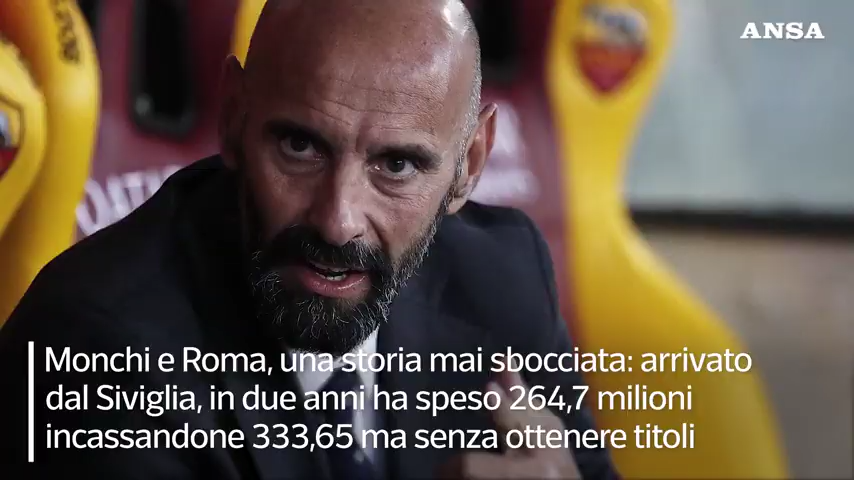 ANSA
Monchi e Roma, una storia mai sbocciata: arrivato
dal Siviglia, in due anni ha speso 264,7 milioni
incassandone 333,65 ma senza ottenere titoli